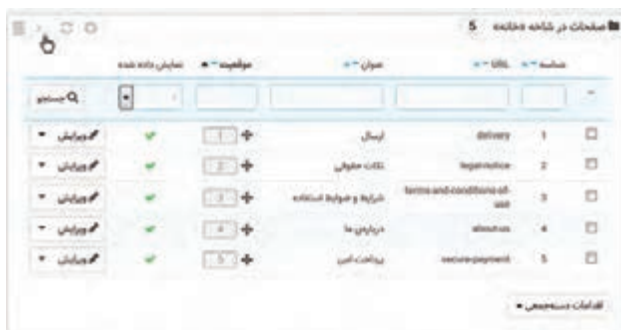 صفحات در شاخه «خانه» 5
شناسه URL عنوان موقعیت نمایش داده شده
جستجو
1 delivery ارسال 1 ویرایش
2 legal-notice نکات حقوقی 2 ویرایش
3 terms-and-conditions-of-use شرایط و ضوابط استفاده 3 ویرایش
4 about-us درباره‌ی ما 4 ویرایش
5 secure-payment پرداخت امن 5 ویرایش
اقدامات دسته‌جمعی